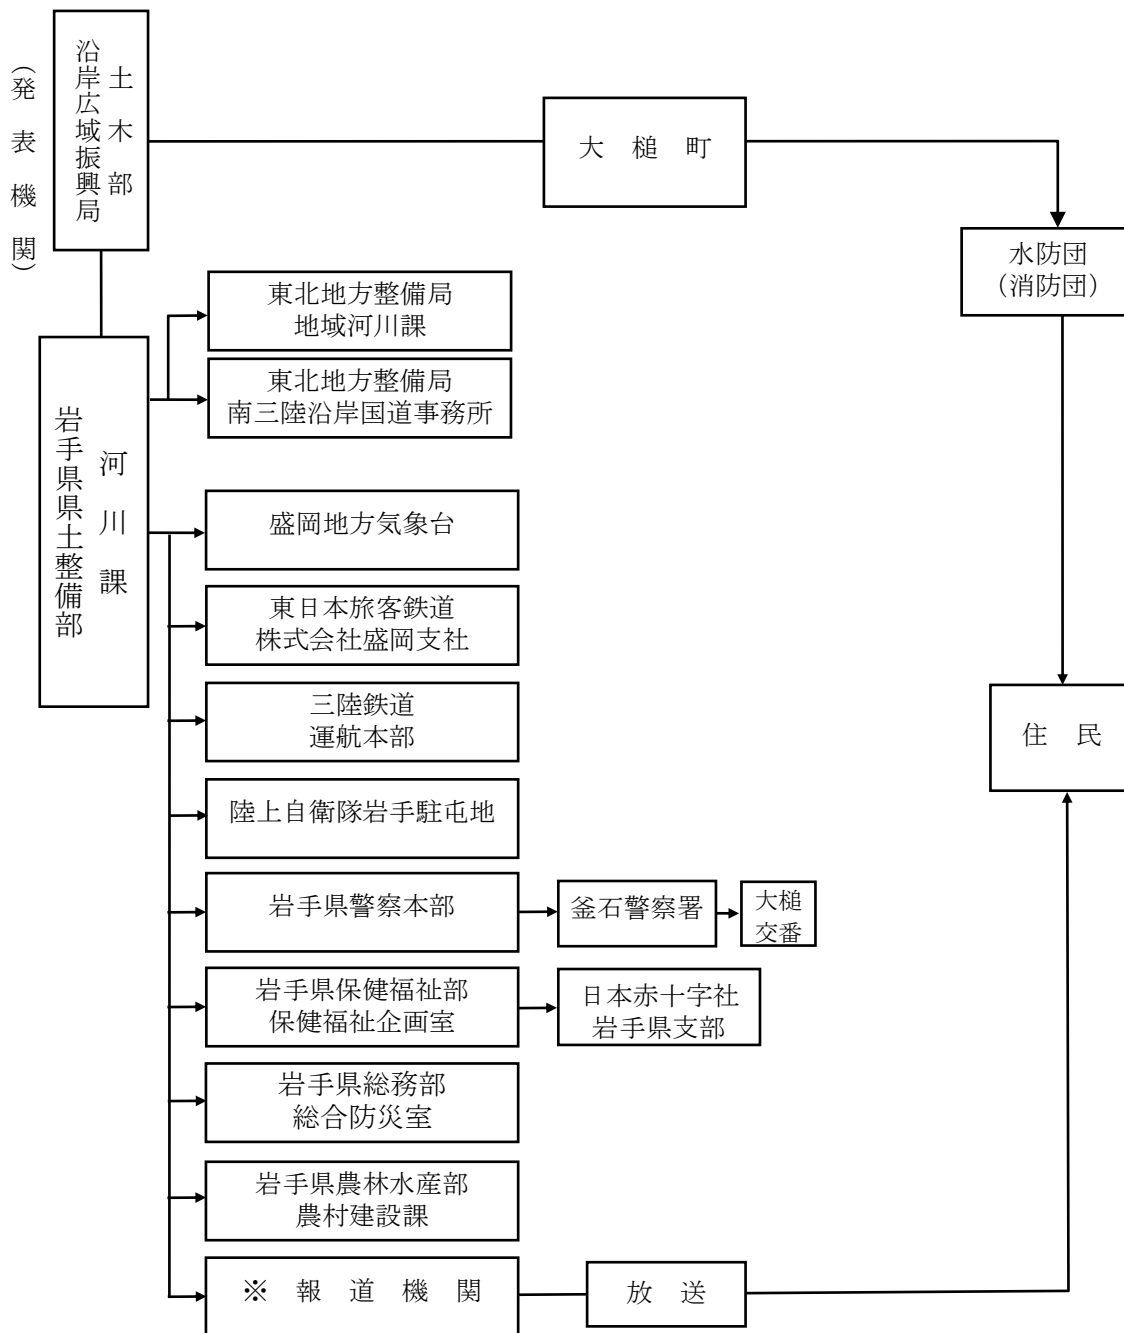 （発表機関）
土木部
沿岸広域振興局
大槌町
水防団
（消防団）
東北地方整備局
地域河川課
東北地方整備局
南三陸沿岸国道事務所
河川課
岩手県県土整備部
盛岡地方気象台
東日本旅客鉄道
株式会社盛岡支社
三陸鉄道
運航本部
住民
陸上自衛隊岩手駐屯地
岩手県警察本部
釜石警察署
大槌
交番
岩手県保健福祉部
保健福祉企画室
日本赤十字社
岩手県支部
岩手県総務部
総合防災室
岩手県農林水産部
農村建設課
※報道機関
放送